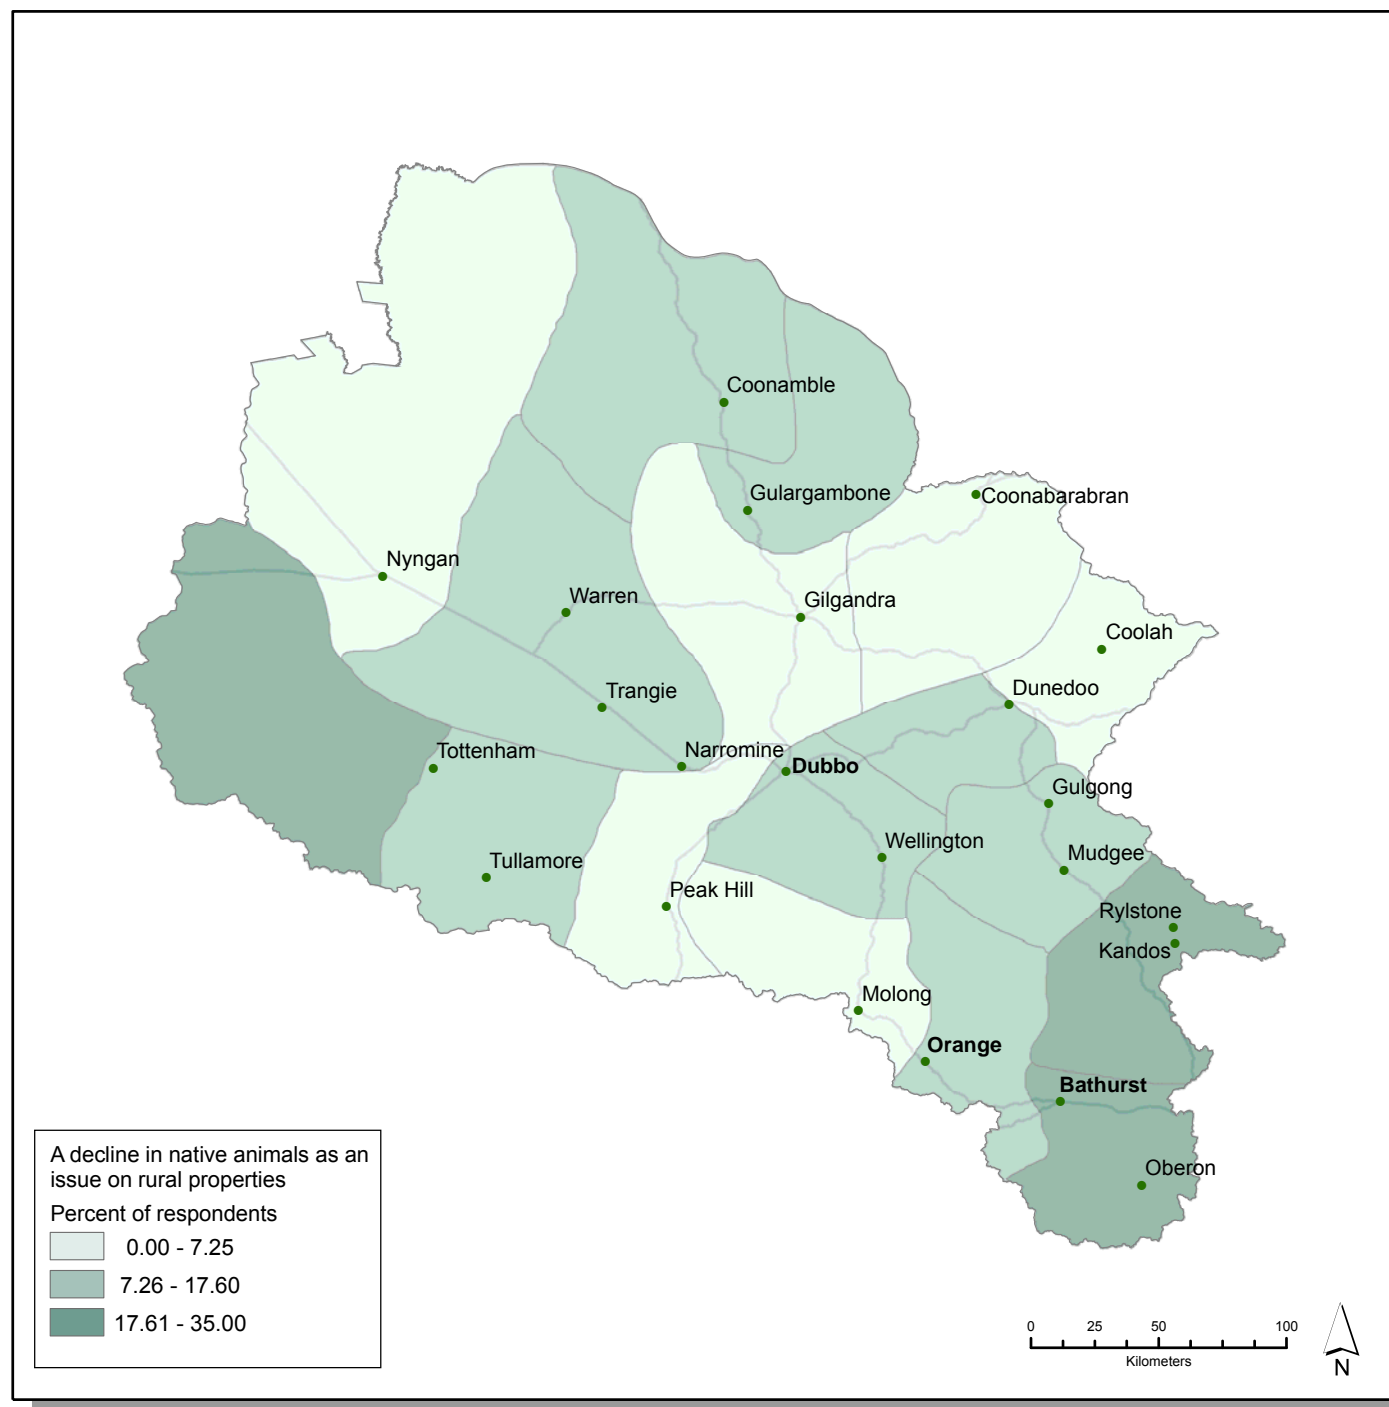 Coonamble
Gulargambone
Coonabarabran
Nyngan
Warren
Gilgandra
Coolah
Trangie
Dunedoo
Tottenham
Narromine
Dubbo
Gulgong
Wellington
Mudgee
Tullamore
Peak Hill
Rylstone
Kandos
Molong
Orange
Bathurst
Oberon
A decline in native animals as an
issue on rural properties
Percent of respondents
0.00 - 7.25
7.26 - 17.60
17.61 - 35.00
0 25 50 100
Kilometers
N